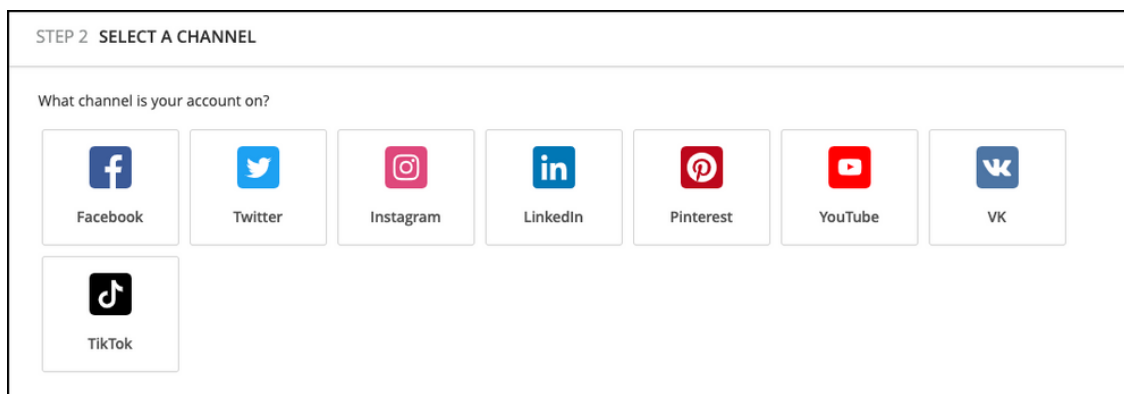 STEP 2 SELECT A CHANNEL
What channel is your account on?
Facebook Twitter Instagram LinkedIn Pinterest YouTube VK
TikTok